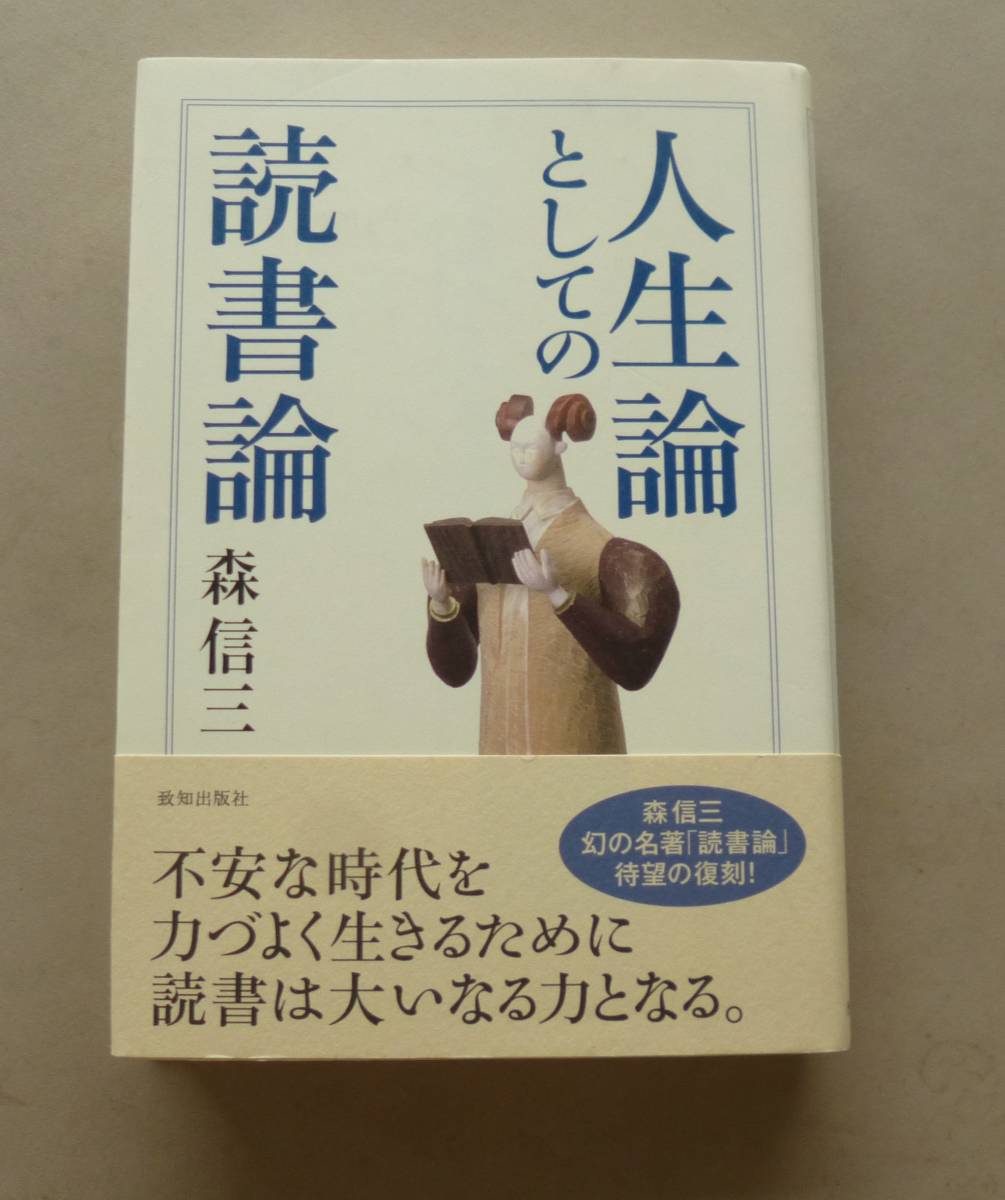 人生論
としての
読書論
森信三
致知出版社
森信三
幻の名著「読書論」
待望の復刻!
不安な時代を
力づよく生きるために
読書は大いなる力となる。